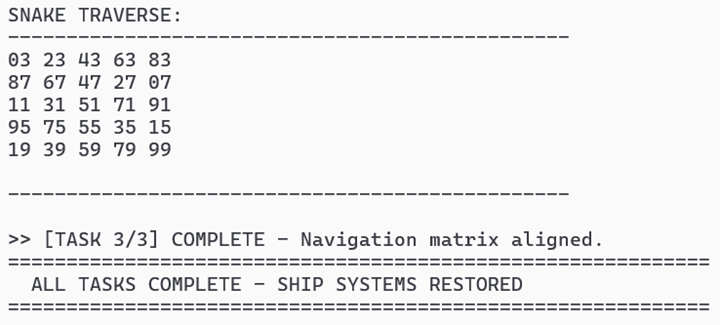 SNAKE TRAVERSE:
------------------------------------------------
03 23 43 63 83
87 67 47 27 07
11 31 51 71 91
95 75 55 35 15
19 39 59 79 99
------------------------------------------------
>> [TASK 3/3] COMPLETE - Navigation matrix aligned.
============================================================
  ALL TASKS COMPLETE - SHIP SYSTEMS RESTORED
============================================================